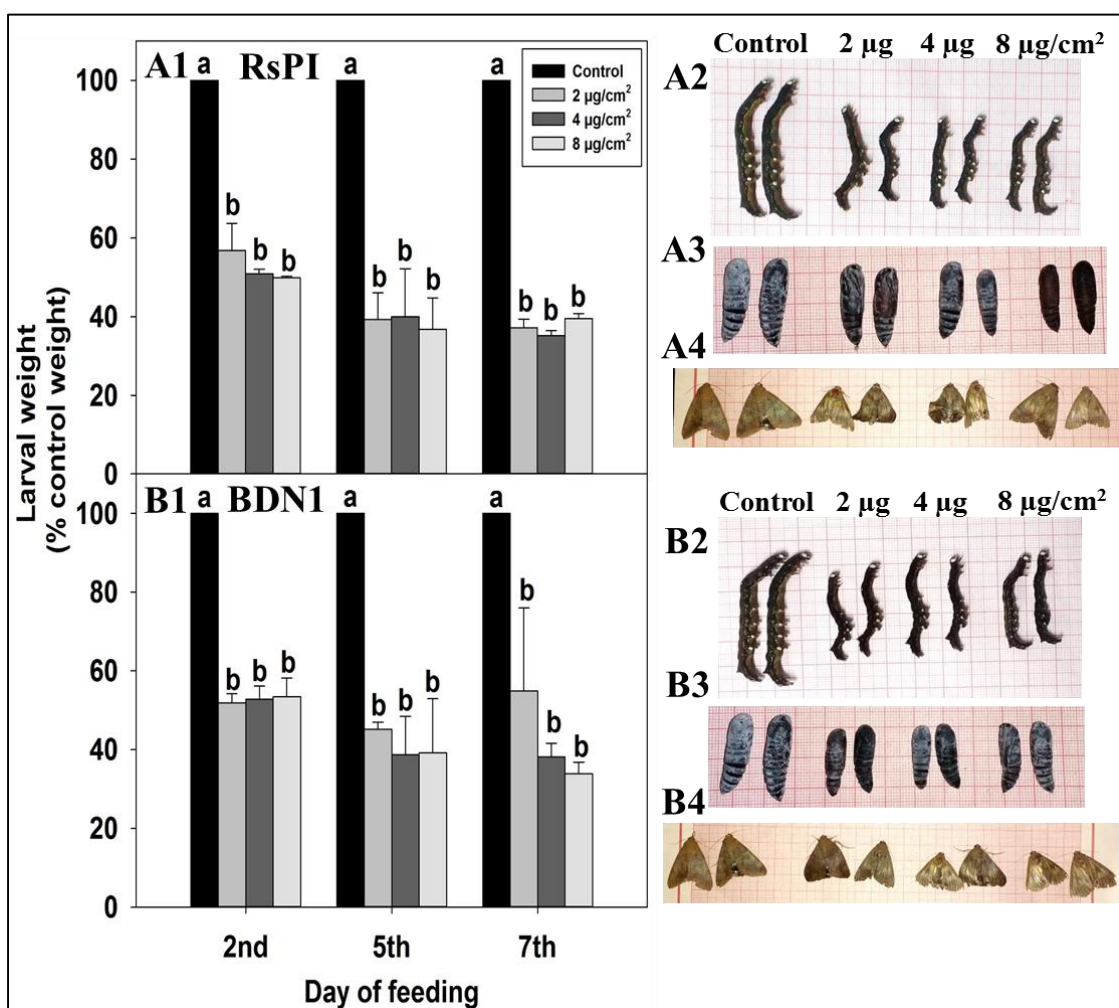 A1 a RsPI a a
Control
2 µg/cm²
4 µg/cm²
8 µg/cm²
b b b b b b b b b
100
80
60
40
20
0
B1 a BDN1 a a
b b b b b b b b b
100
80
60
40
20
0
2nd 5th 7th
Day of feeding
Larval weight
(% control weight)
Control 2 µg 4 µg 8 µg/cm²
A2
A3
A4
Control 2 µg 4 µg 8 µg/cm²
B2
B3
B4